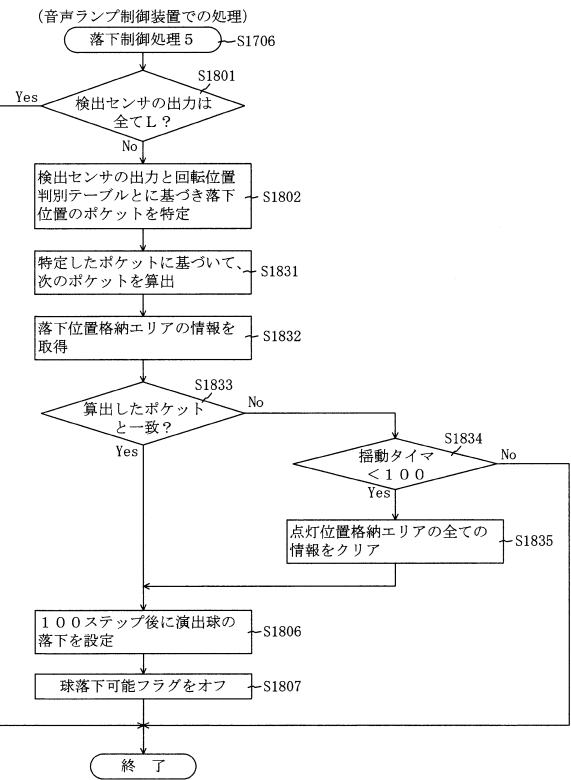 (音声ランプ制御装置での処理)
落下制御処理５
S1706
S1801
Yes
検出センサの出力は
全てＬ？
No
検出センサの出力と回転位置
判別テーブルとに基づき落下
位置のポケットを特定
S1802
特定したポケットに基づいて、
次のポケットを算出
S1831
落下位置格納エリアの情報を
取得
S1832
S1833
算出したポケット
と一致？
No
Yes
S1834
揺動タイマ
＜１００
No
Yes
点灯位置格納エリアの全ての
情報をクリア
S1835
１００ステップ後に演出球の
落下を設定
S1806
球落下可能フラグをオフ
S1807
終 了